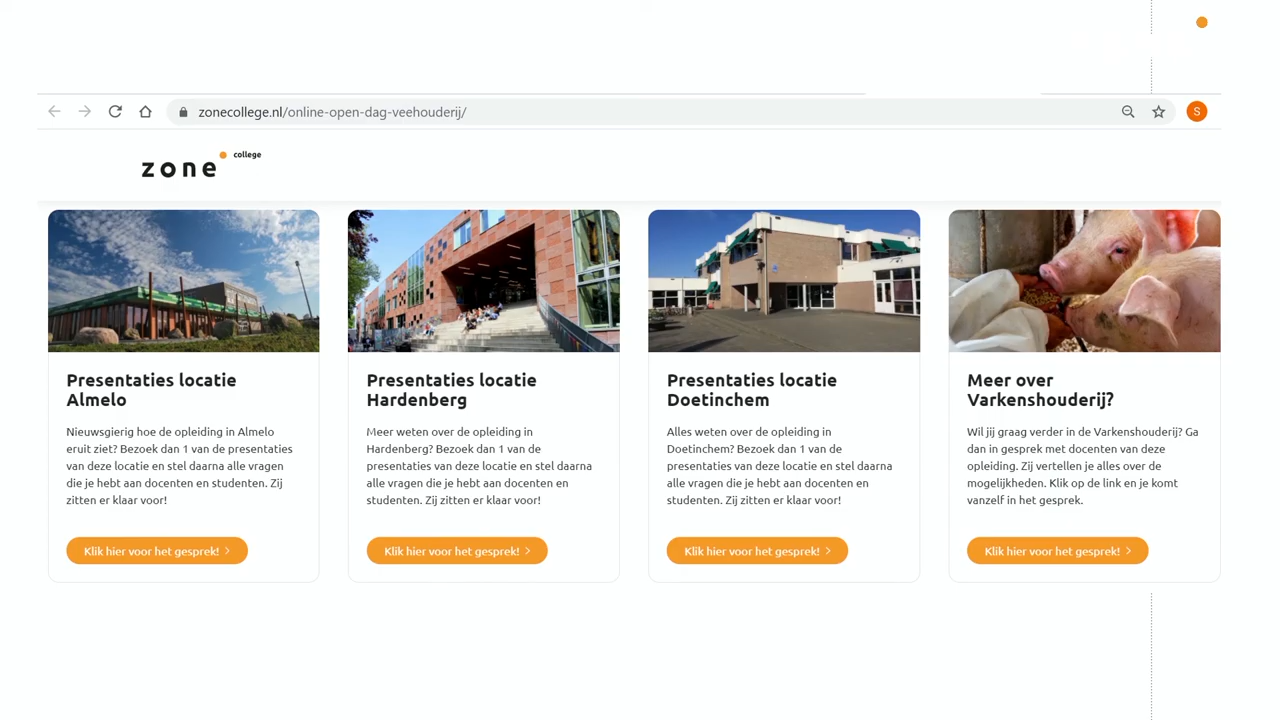 zonecollege.nl/online-open-dag-veehouderij/
S
zone college
Presentaties locatie
Almelo
Nieuwsgierig hoe de opleiding in Almelo
eruit ziet? Bezoek dan 1 van de presentaties
van deze locatie en stel daarna alle vragen
die je hebt aan docenten en studenten. Zij
zitten er klaar voor!
Klik hier voor het gesprek!
Presentaties locatie
Hardenberg
Meer weten over de opleiding in
Hardenberg? Bezoek dan 1 van de
presentaties van deze locatie en stel daarna
alle vragen die je hebt aan docenten en
studenten. Zij zitten er klaar voor!
Klik hier voor het gesprek!
Presentaties locatie
Doetinchem
Alles weten over de opleiding in
Doetinchem? Bezoek dan 1 van de
presentaties van deze locatie en stel daarna
alle vragen die je hebt aan docenten en
studenten. Zij zitten er klaar voor!
Klik hier voor het gesprek!
Meer over
Varkenshouderij?
Wil jij graag verder in de Varkenshouderij? Ga
dan in gesprek met docenten van deze
opleiding. Zij vertellen je alles over de
mogelijkheden. Klik op de link en je komt
vanzelf in het gesprek.
Klik hier voor het gesprek!